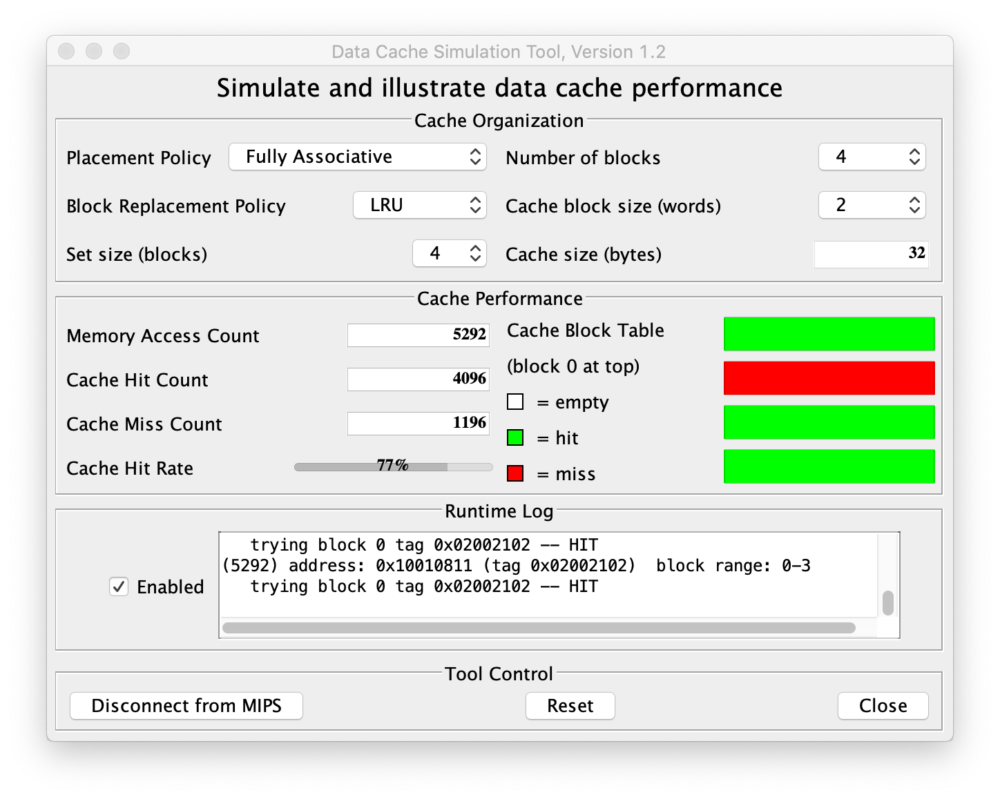 Data Cache Simulation Tool, Version 1.2
Simulate and illustrate data cache performance
Cache Organization
Placement Policy Fully Associative Number of blocks 4
Block Replacement Policy LRU Cache block size (words) 2
Set size (blocks) 4 Cache size (bytes) 32
Cache Performance
Memory Access Count 5292
Cache Hit Count 4096
Cache Miss Count 1196
Cache Hit Rate 77%
Cache Block Table
(block 0 at top)
= empty
= hit
= miss
Runtime Log
Enabled
trying block 0 tag 0x02002102 -- HIT
(5292) address: 0x10010811 (tag 0x02002102) block range: 0-3
trying block 0 tag 0x02002102 -- HIT
Tool Control
Disconnect from MIPS Reset Close